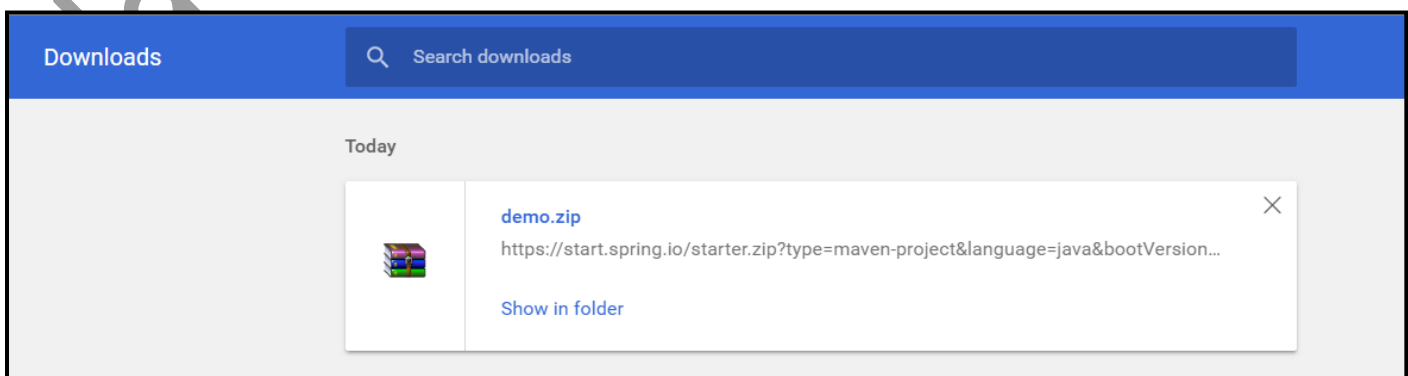 Downloads
Search downloads
Today
demo.zip
https://start.spring.io/starter.zip?type=maven-project&language=java&bootVersion...
Show in folder